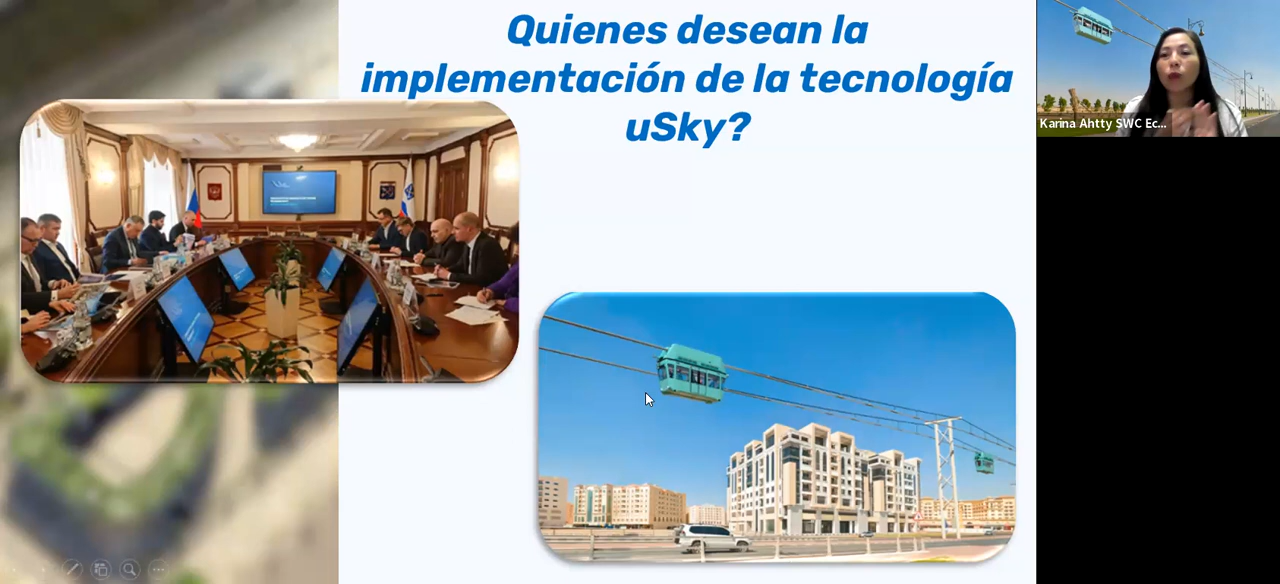 Quienes desean la
implementación de la tecnología
uSky?
Karina Ahtty SWC Ec...